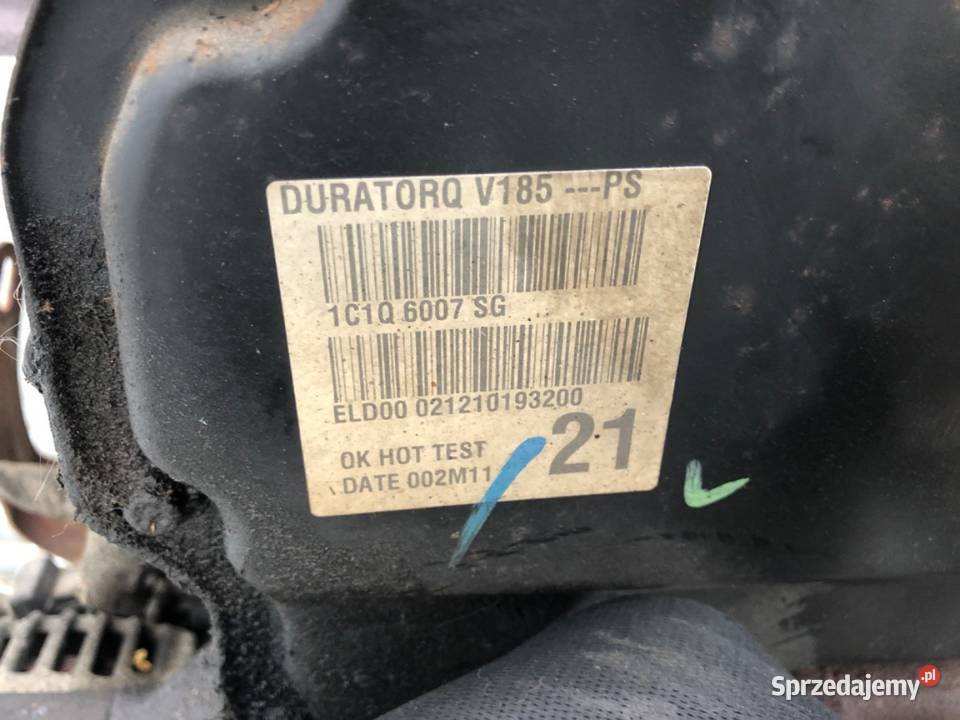 DURATORQ V185 ---PS
1C1Q 6007 SG
ELD00 021210193200
OK HOT TEST
DATE 002M11
21
Sprzedajemy.pl